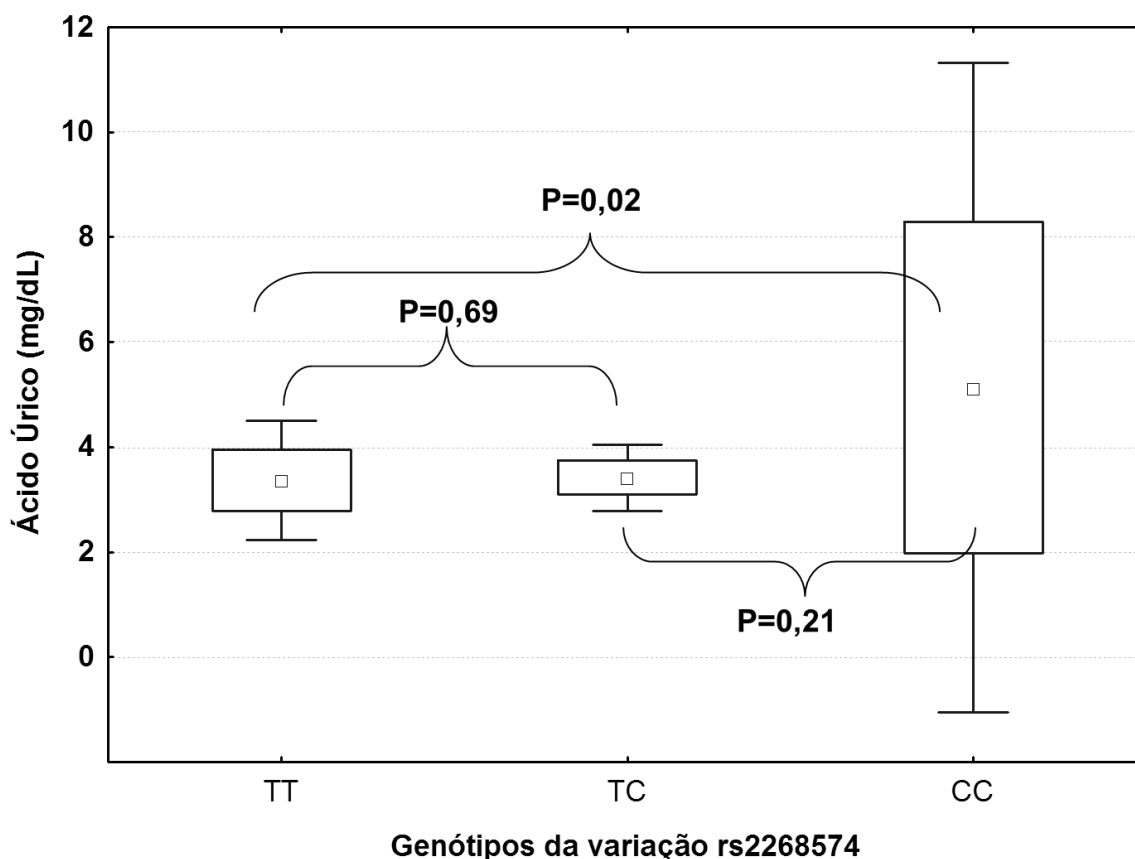 12
10
8
6
4
2
0
Ácido Úrico (mg/dL)
P=0,02
P=0,69
P=0,21
TT TC CC
Genótipos da variação rs2268574